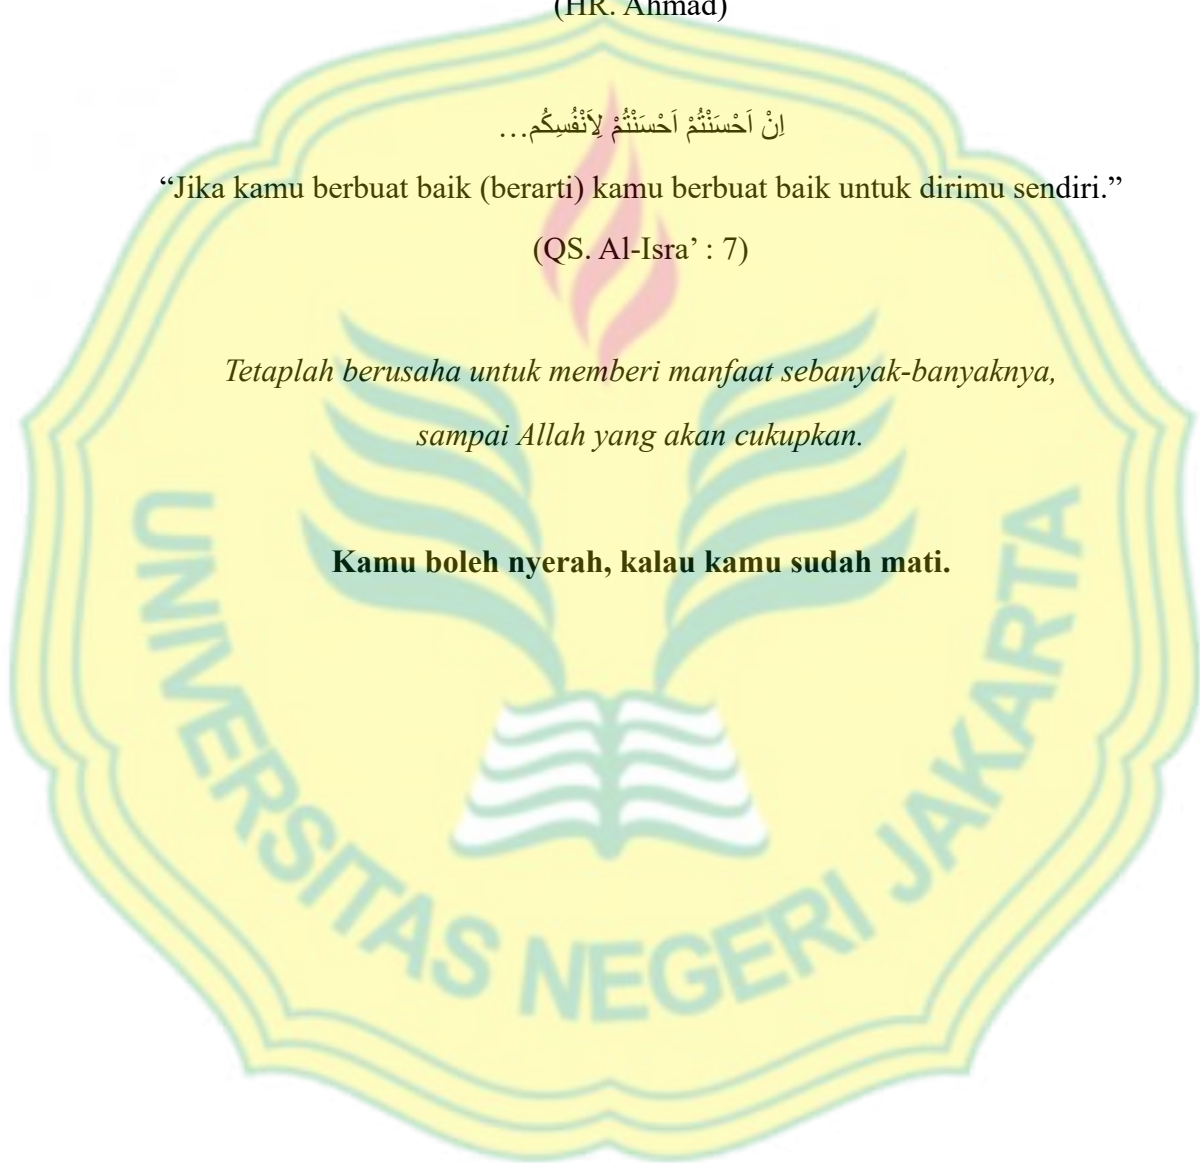 (HR. Ahmad)
اِنْ اَحْسَنْتُمْ اَحْسَنْتُمْ لِاَنْفُسِكُم...
“Jika kamu berbuat baik (berarti) kamu berbuat baik untuk dirimu sendiri.”
(QS. Al-Isra’ : 7)
Tetaplah berusaha untuk memberi manfaat sebanyak-banyaknya,
sampai Allah yang akan cukupkan.
Kamu boleh nyerah, kalau kamu sudah mati.
UNIVERSITAS NEGERI JAKARTA